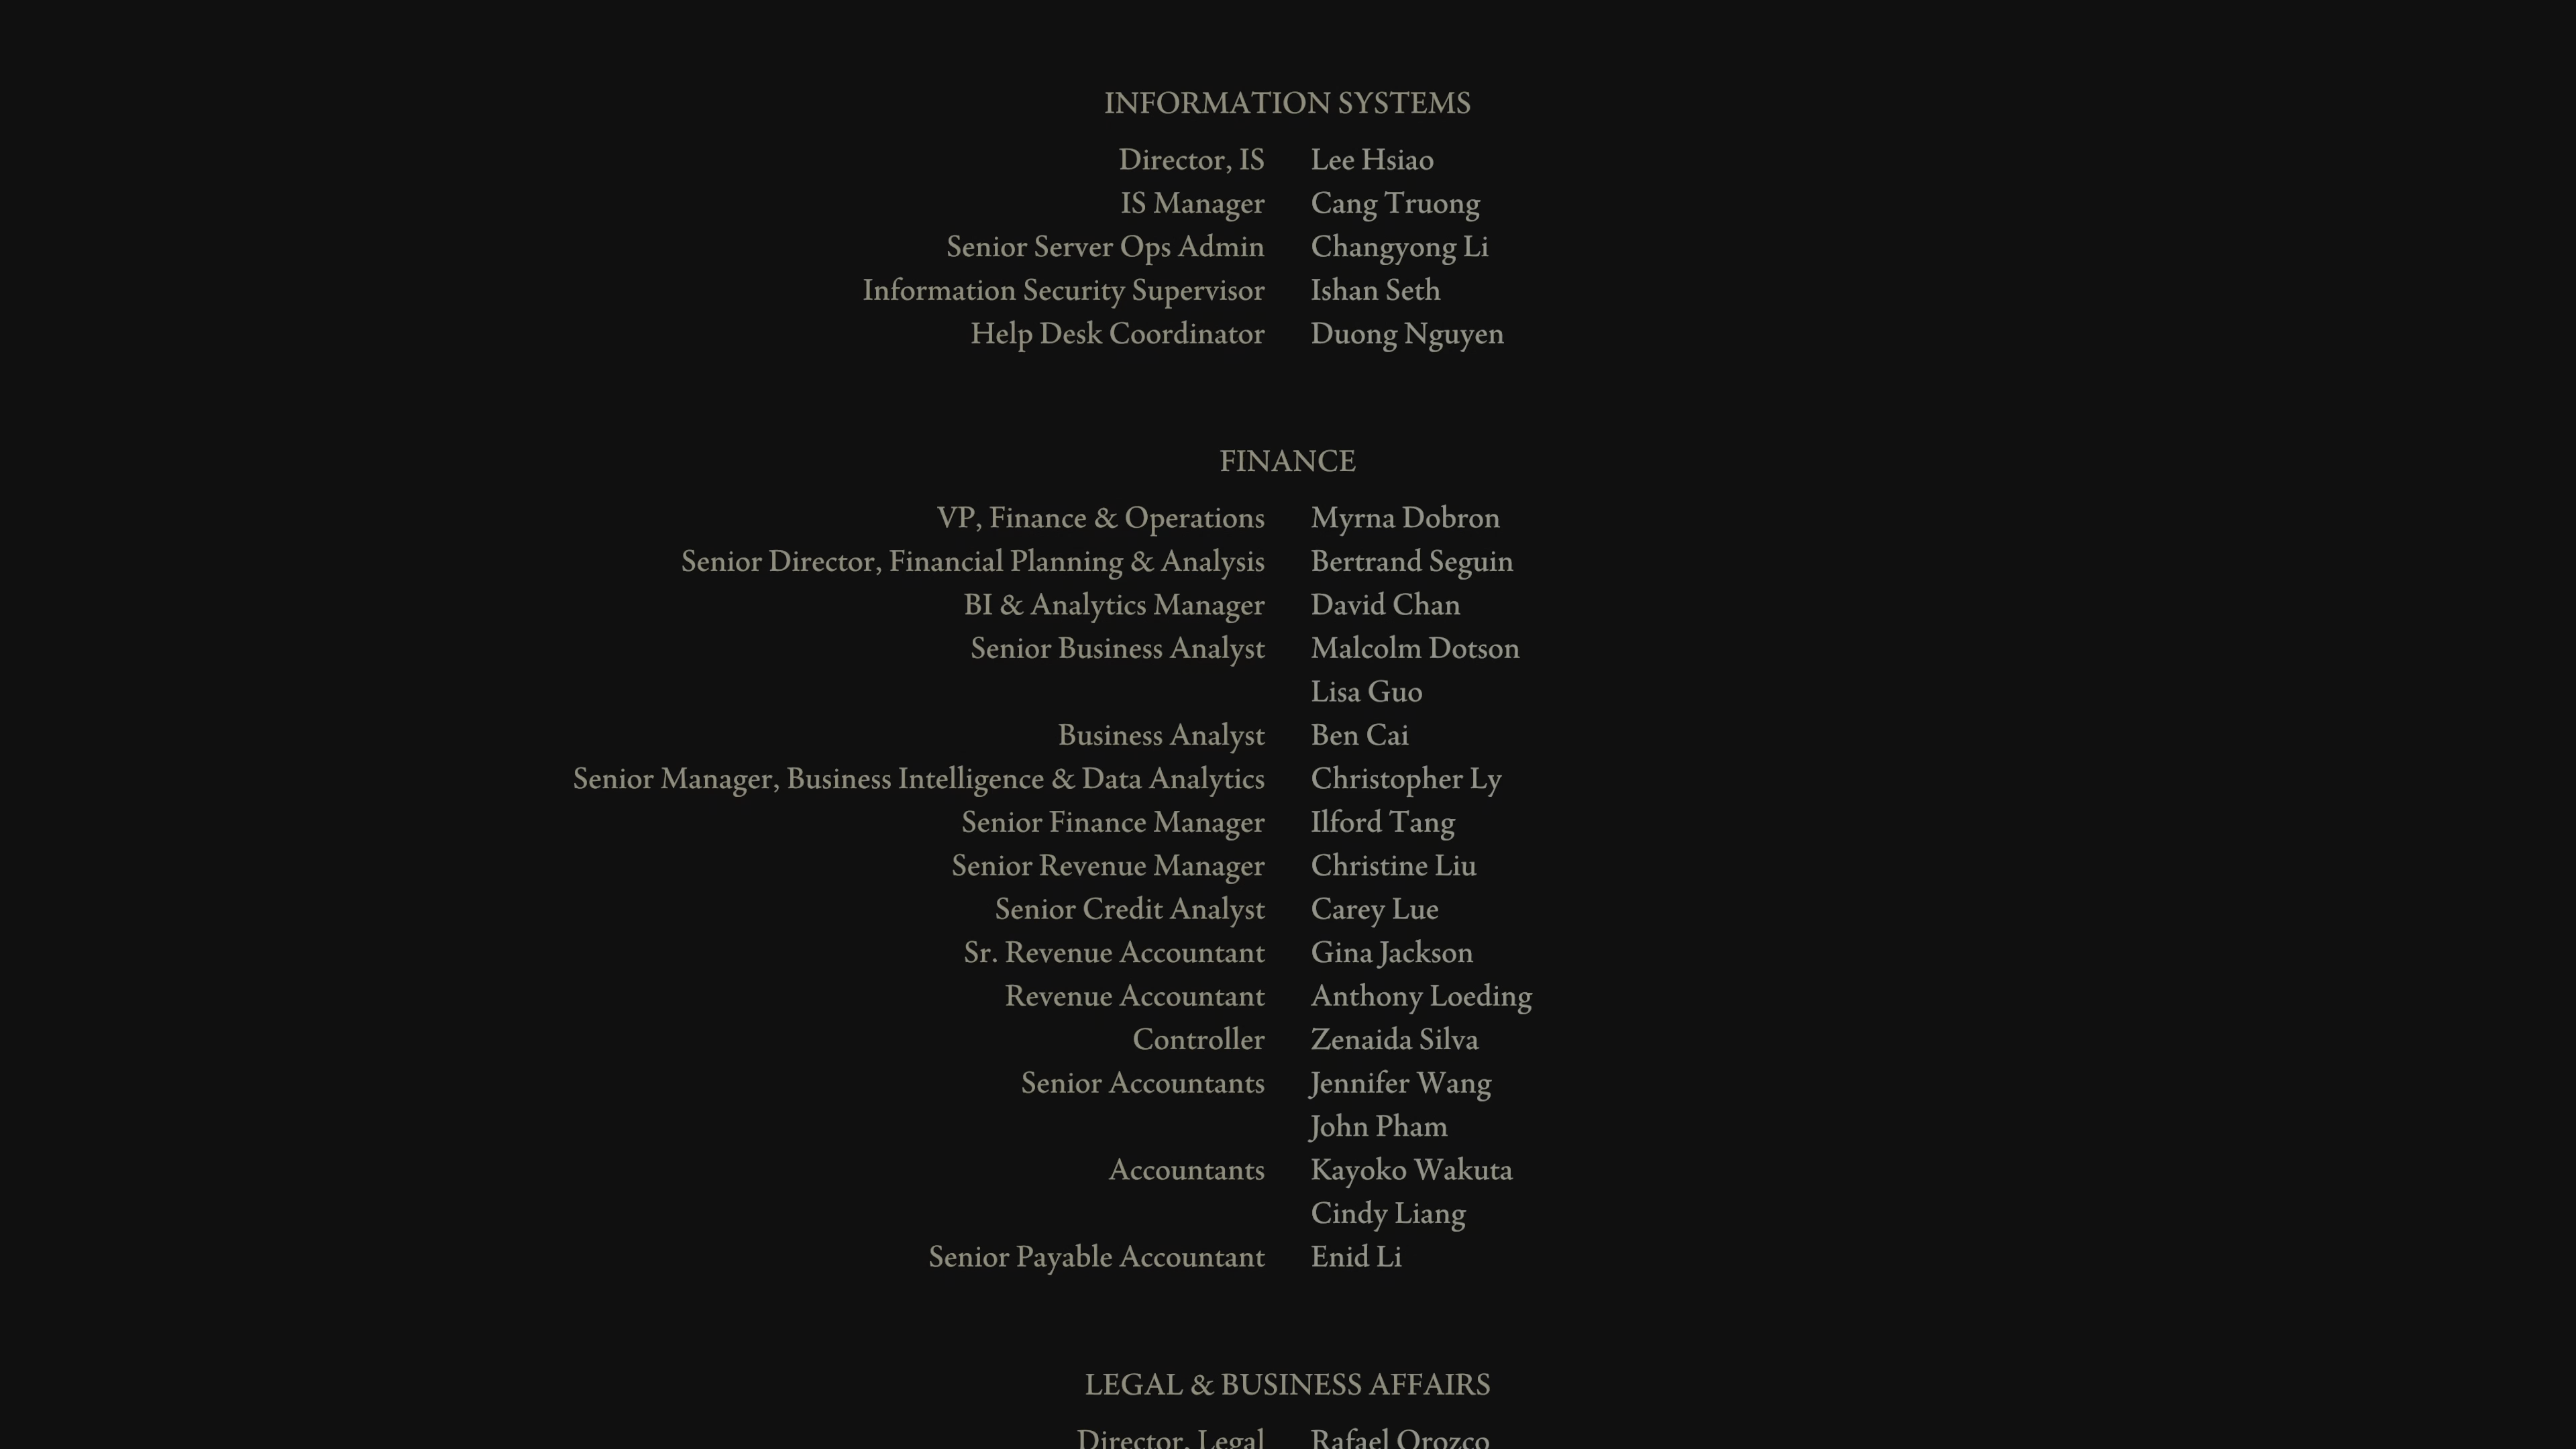 INFORMATION SYSTEMS
Director, IS Lee Hsiao
IS Manager Cang Truong
Senior Server Ops Admin Changyong Li
Information Security Supervisor Ishan Seth
Help Desk Coordinator Duong Nguyen
FINANCE
VP, Finance & Operations Myrna Dobron
Senior Director, Financial Planning & Analysis Bertrand Seguin
BI & Analytics Manager David Chan
Senior Business Analyst Malcolm Dotson
Lisa Guo
Business Analyst Ben Cai
Senior Manager, Business Intelligence & Data Analytics Christopher Ly
Senior Finance Manager Ilford Tang
Senior Revenue Manager Christine Liu
Senior Credit Analyst Carey Lue
Sr. Revenue Accountant Gina Jackson
Revenue Accountant Anthony Loeding
Controller Zenaida Silva
Senior Accountants Jennifer Wang
John Pham
Accountants Kayoko Wakuta
Cindy Liang
Senior Payable Accountant Enid Li
LEGAL & BUSINESS AFFAIRS
Director, Legal Rafael Orozco